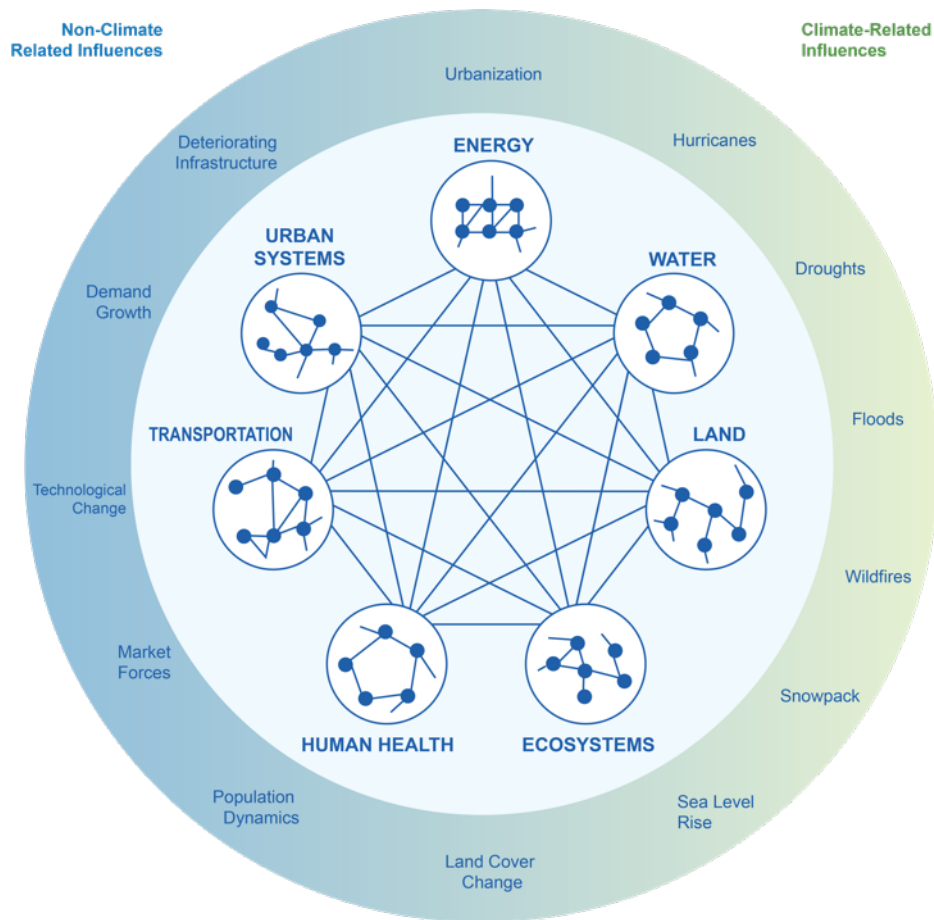 Non-Climate
Related Influences
Climate-Related
Influences
Urbanization
Deteriorating
Infrastructure
Hurricanes
ENERGY
URBAN
SYSTEMS
WATER
Droughts
Demand
Growth
Floods
TRANSPORTATION
LAND
Technological
Change
Wildfires
Market
Forces
Snowpack
HUMAN HEALTH
ECOSYSTEMS
Population
Dynamics
Sea Level
Rise
Land Cover
Change